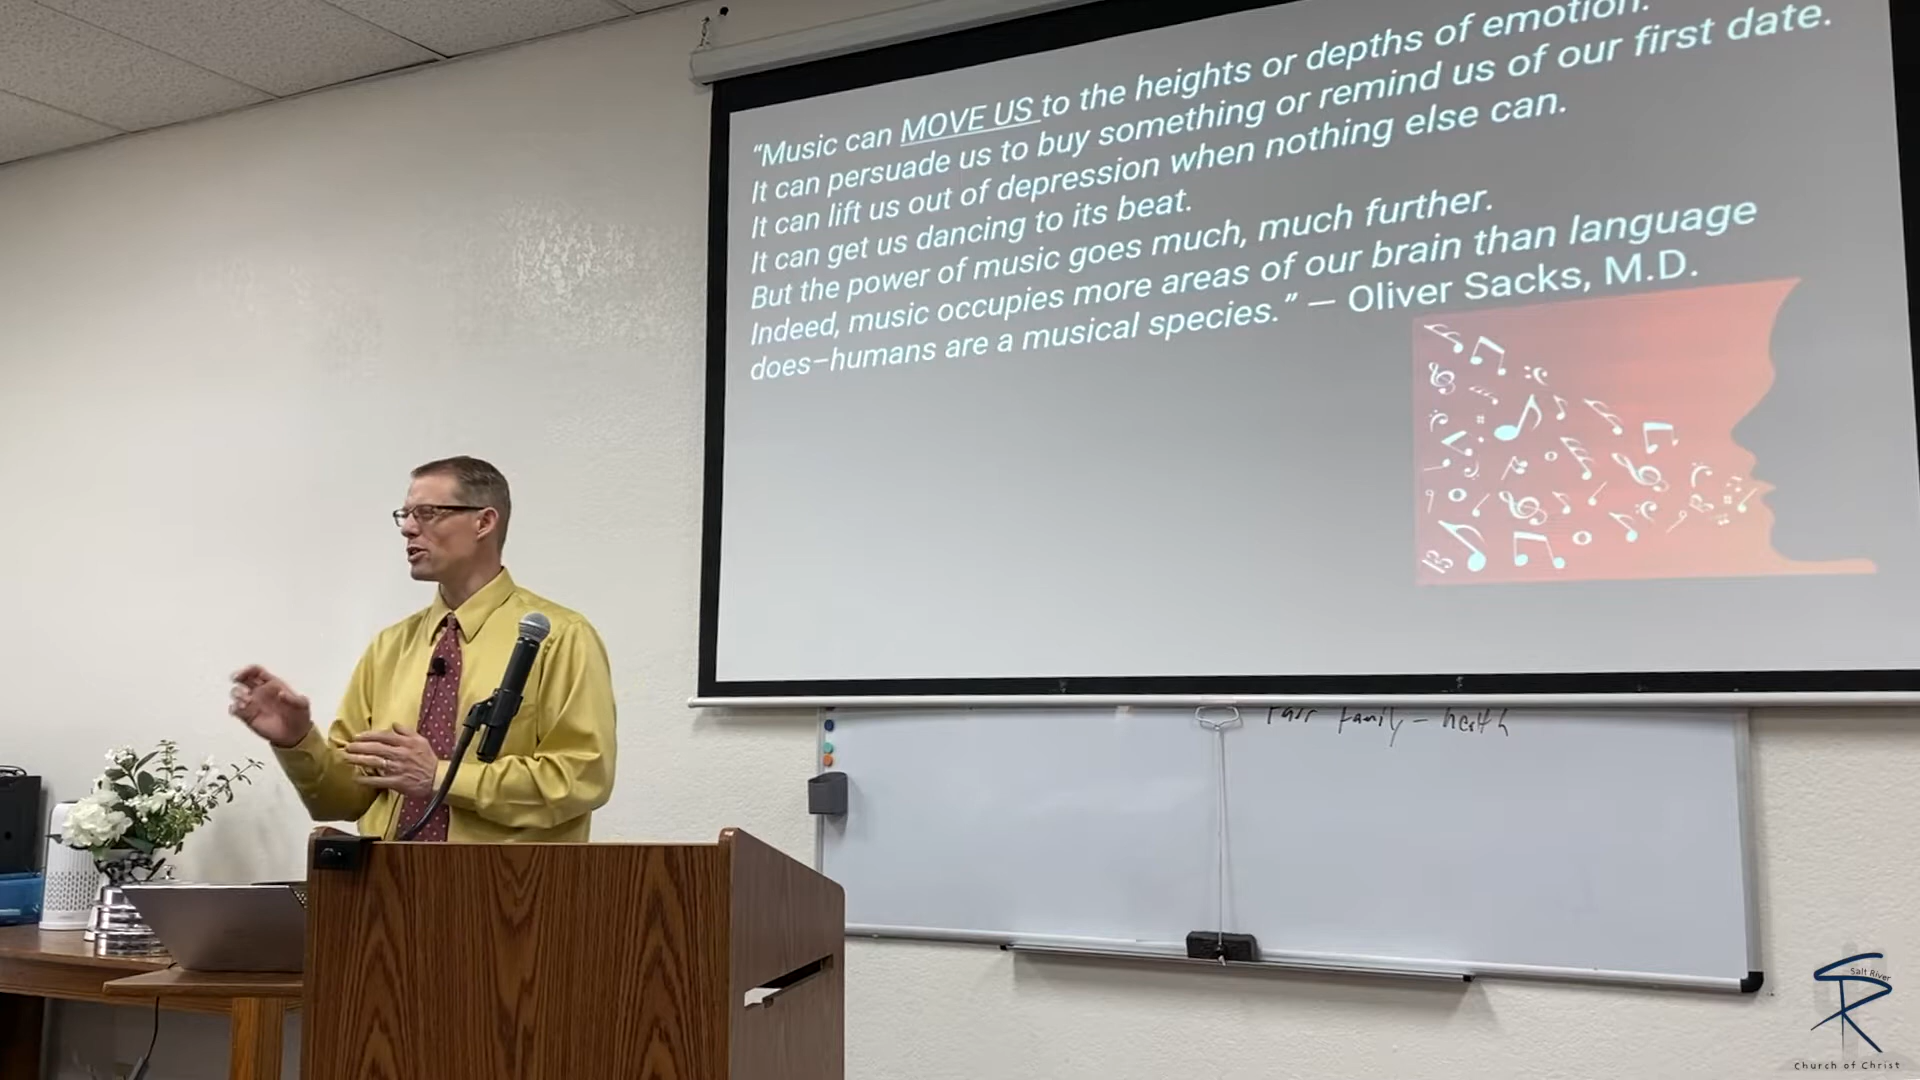 “Music can MOVE US to the heights or depths of emotion.
It can persuade us to buy something or remind us of our first date.
It can lift us out of depression when nothing else can.
It can get us dancing to its beat.
But the power of music goes much, much further.
Indeed, music occupies more areas of our brain than language
does–humans are a musical species.” — Oliver Sacks, M.D.
family – health
Salt River
Church of Christ